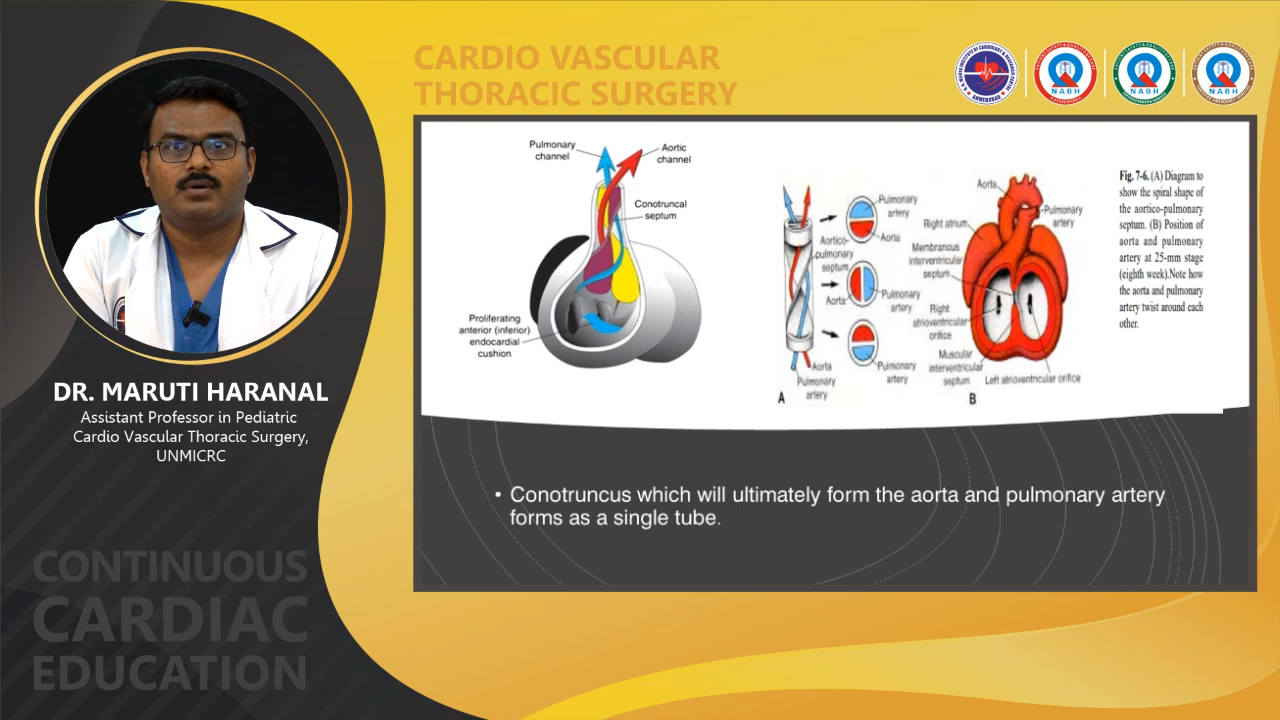 CARDIO VASCULAR
THORACIC SURGERY
NABH
NABH
NABH
DR. MARUTI HARANAL
Assistant Professor in Pediatric
Cardio Vascular Thoracic Surgery,
UNMICRC
CONTINUOUS
CARDIAC
EDUCATION
Pulmonary
channel
Aortic
channel
Conotruncal
septum
Proliferating
anterior (inferior)
endocardial
cushion
Pulmonary
artery
Aorta
Aortico-
pulmonary
septum
Aorta
Pulmonary
artery
Pulmonary
artery
Aorta
Pulmonary
artery
A
Aorta
Pulmonary
artery
Right atrium
Membranous
interventricular
septum
Right
atrioventricular
orifice
Muscular
interventricular
septum
Left atrioventricular orifice
B
Fig. 7-6. (A) Diagram to
show the spiral shape of
the aortico-pulmonary
septum. (B) Position of
aorta and pulmonary
artery at 25-mm stage
(eighth week).Note how
the aorta and pulmonary
artery twist around each
other.
• Conotruncus which will ultimately form the aorta and pulmonary artery
forms as a single tube.